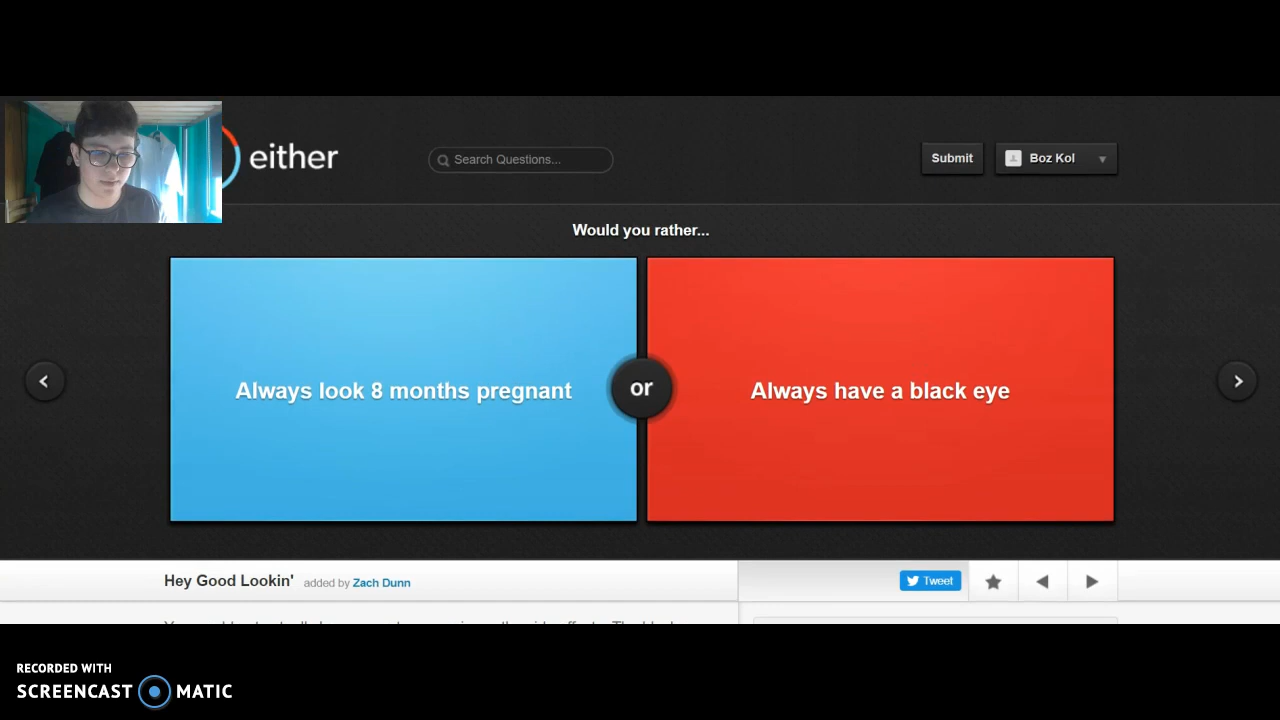 either
Search Questions...
Submit
Boz Kol
Would you rather...
Always look 8 months pregnant
or
Always have a black eye
Hey Good Lookin' added by Zach Dunn
Tweet
RECORDED WITH
SCREENCAST MATIC